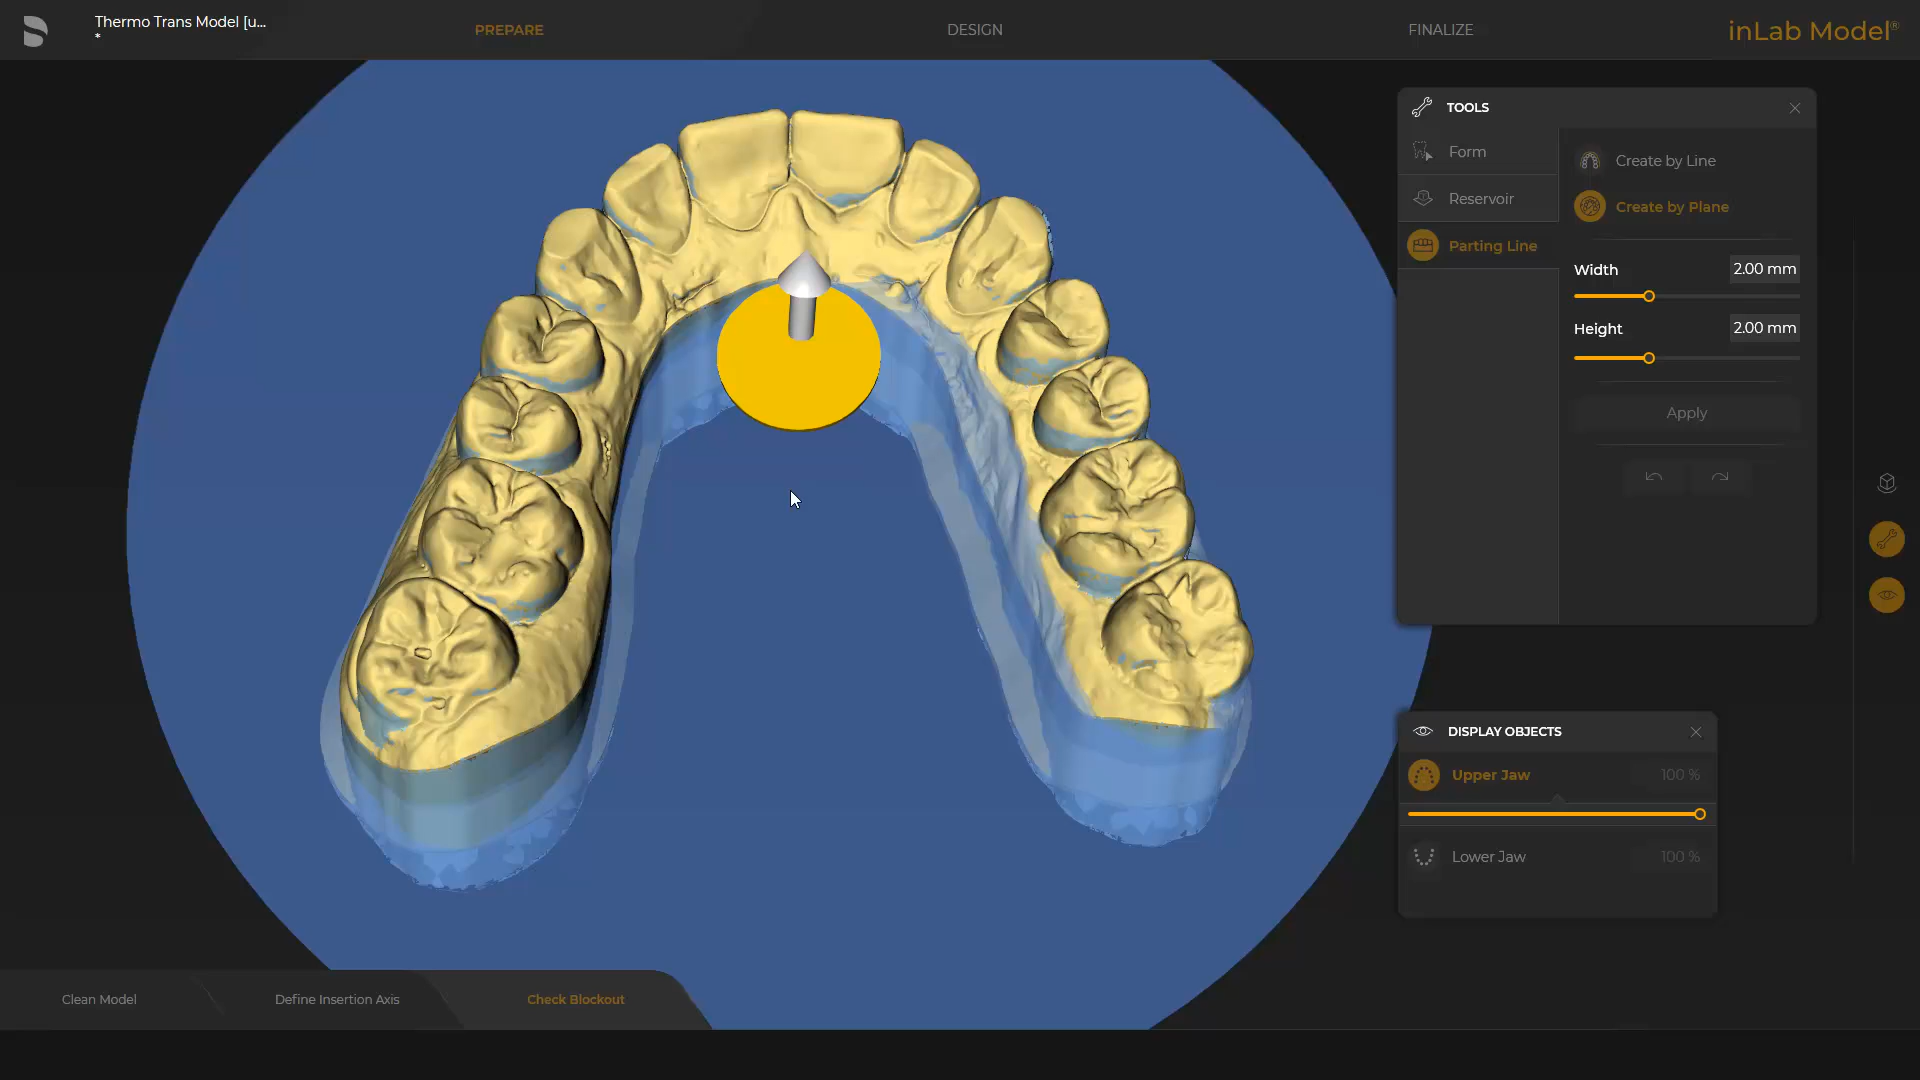 Thermo Trans Model [u...
*
PREPARE
DESIGN
FINALIZE
inLab Model®
TOOLS
Form
Reservoir
Parting Line
Create by Line
Create by Plane
Width 2.00 mm
Height 2.00 mm
Apply
DISPLAY OBJECTS
Upper Jaw 100 %
Lower Jaw 100 %
Clean Model
Define Insertion Axis
Check Blockout